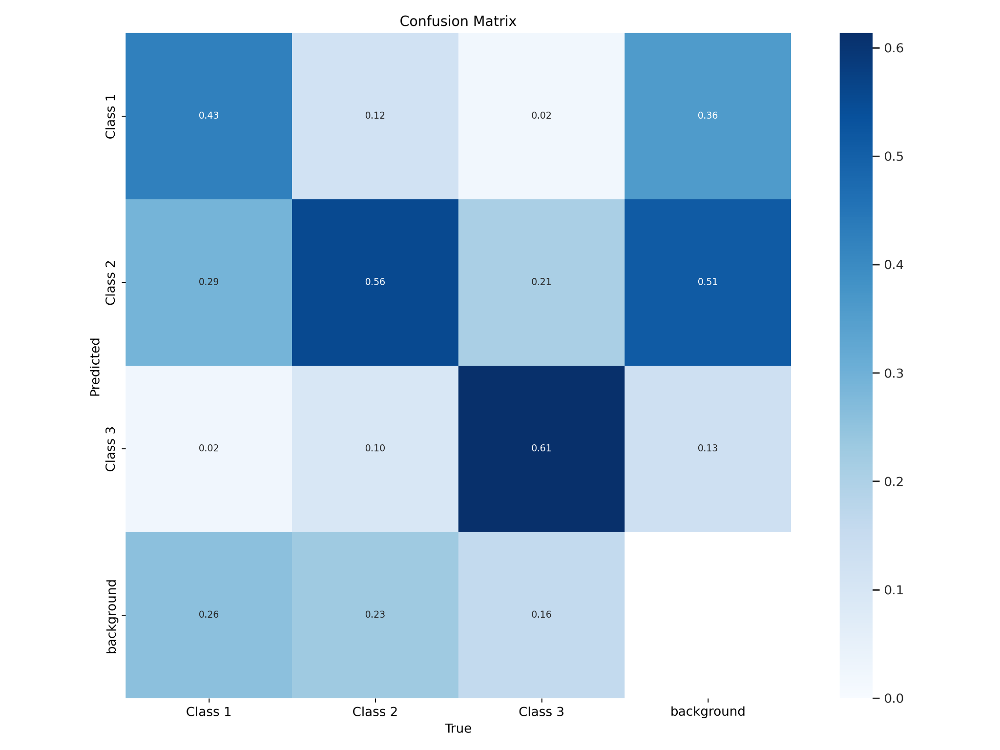 Confusion Matrix
Class 1
0.43
0.12
0.02
0.36
Class 2
0.29
0.56
0.21
0.51
Class 3
0.02
0.10
0.61
0.13
background
0.26
0.23
0.16
Predicted
Class 1
Class 2
Class 3
background
True
0.6
0.5
0.4
0.3
0.2
0.1
0.0